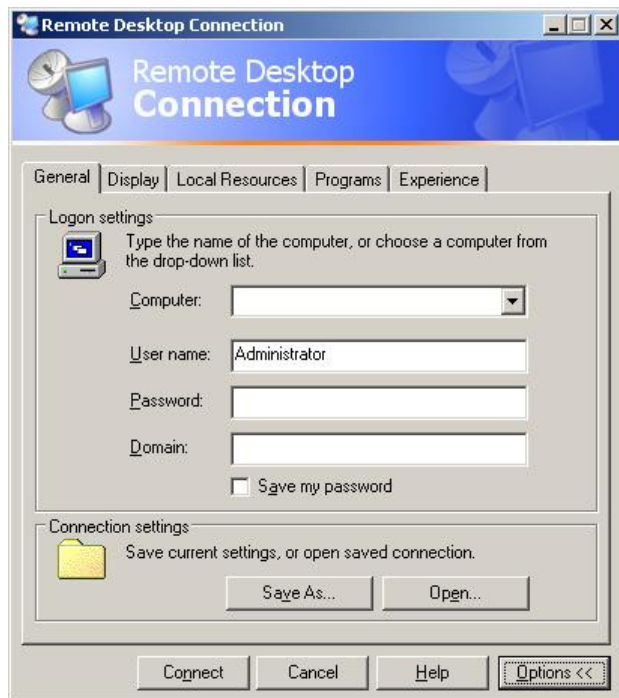 Remote Desktop Connection
Remote Desktop
Connection
General Display Local Resources Programs Experience
Logon settings
Type the name of the computer, or choose a computer from
the drop-down list.
Computer:
User name: Administrator
Password:
Domain:
Save my password
Connection settings
Save current settings, or open saved connection.
Save As... Open...
Connect Cancel Help Options <<